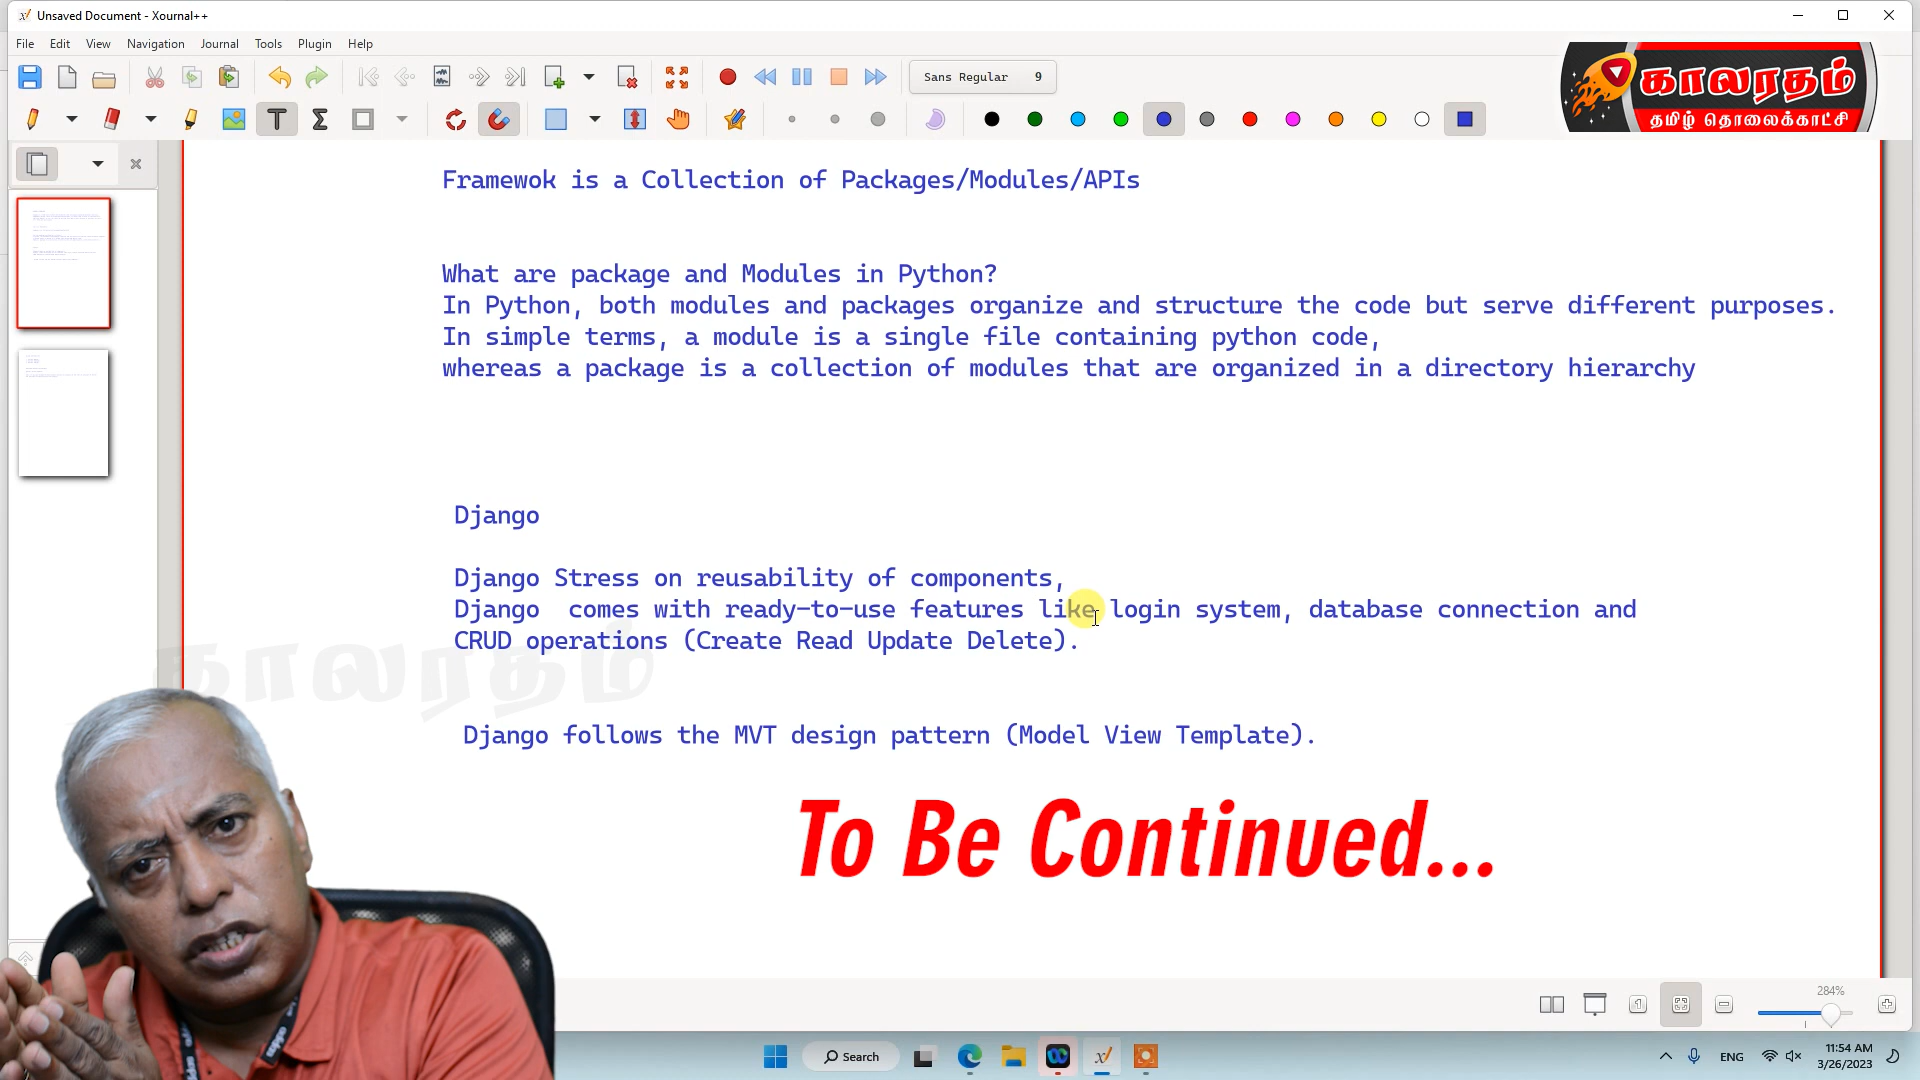 Unsaved Document - Xournal++
File Edit View Navigation Journal Tools Plugin Help
Sans Regular 9
காலரதம்
தமிழ் தொலைக்காட்சி
Framewok is a Collection of Packages/Modules/APIs
What are package and Modules in Python?
In Python, both modules and packages organize and structure the code but serve different purposes.
In simple terms, a module is a single file containing python code,
whereas a package is a collection of modules that are organized in a directory hierarchy
Django
Django Stress on reusability of components,
Django comes with ready-to-use features like login system, database connection and
CRUD operations (Create Read Update Delete).
காலரதம்
Django follows the MVT design pattern (Model View Template).
To Be Continued...
284%
Search
ENG
11:54 AM
3/26/2023